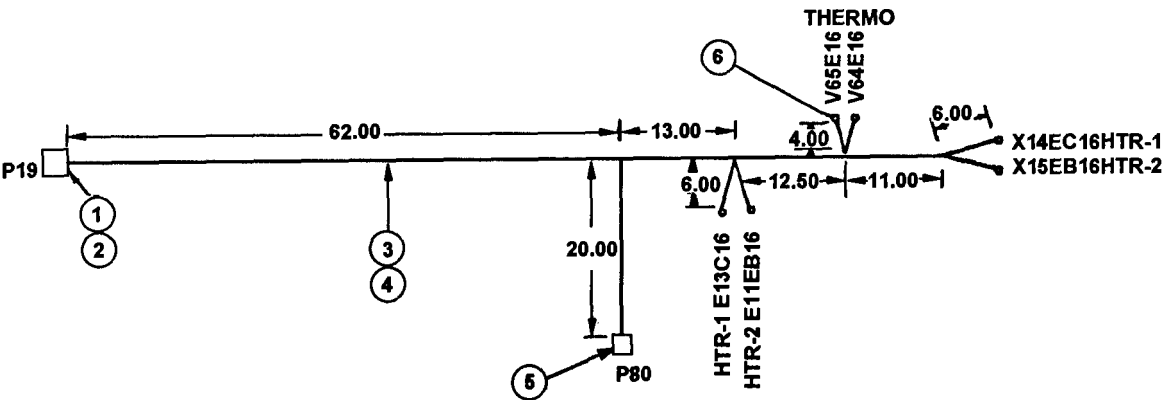 THERMO
V65E16
V64E16
6
6.00
62.00
13.00
4.00
X14EC16HTR-1
X15EB16HTR-2
P19
6.00
12.50
11.00
1
2
3
4
20.00
HTR-1 E13C16
HTR-2 E11EB16
5
P80